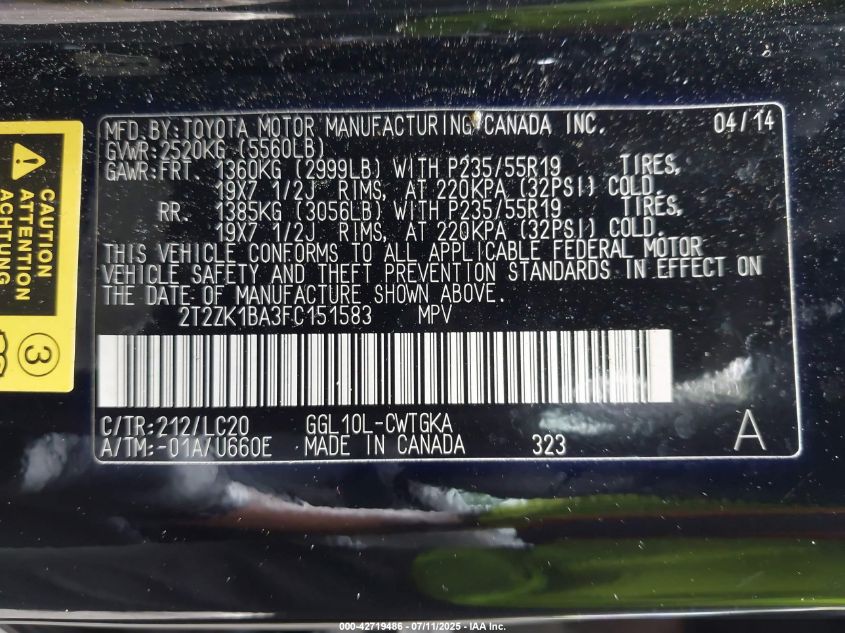 MFD. BY: TOYOTA MOTOR MANUFACTURING CANADA INC. 04/14
GVWR: 2520KG (5560LB)
GAWR: FRT. 1360KG (2999LB) WITH P235/55R19 TIRES,
19X7 1/2J RIMS, AT 220KPA (32PSI) COLD.
RR. 1385KG (3056LB) WITH P235/55R19 TIRES,
19X7 1/2J RIMS, AT 220KPA (32PSI) COLD.
THIS VEHICLE CONFORMS TO ALL APPLICABLE FEDERAL MOTOR
VEHICLE SAFETY AND THEFT PREVENTION STANDARDS IN EFFECT ON
THE DATE OF MANUFACTURE SHOWN ABOVE.
2T2ZK1BA3FC151583 MPV
C/TR: 212/LC20 GGL10L-CWTGKA
A/TM: -01A/U660E MADE IN CANADA 323 A
CAUTION
ATTENTION
ACHTUNG
3
000-42719486 - 07/11/2025 - IAA Inc.